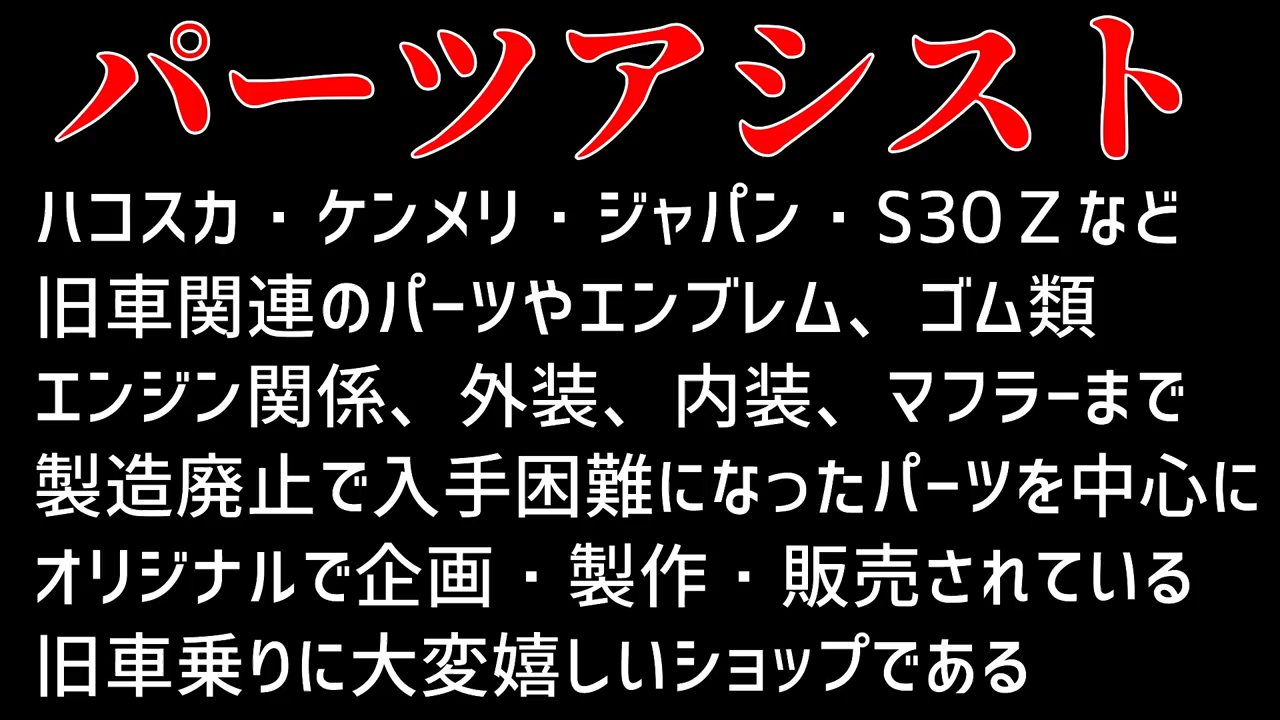 パーツアシスト
ハコスカ・ケンメリ・ジャパン・S30Ｚなど
旧車関連のパーツやエンブレム、ゴム類
エンジン関係、外装、内装、マフラーまで
製造廃止で入手困難になったパーツを中心に
オリジナルで企画・製作・販売されている
旧車乗りに大変嬉しいショップである